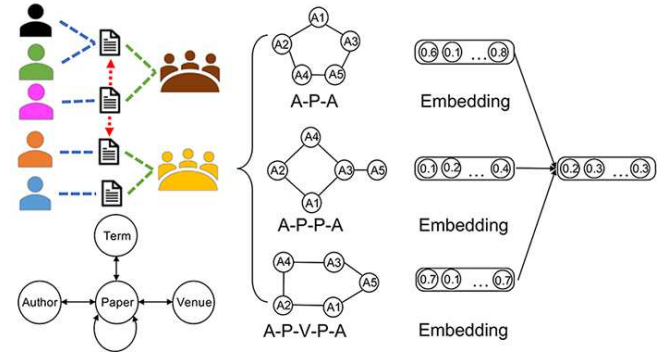 A1
A2
A3
A4
A5
A-P-A
0.6 0.1 ... 0.8
Embedding
A4
A2
A3
A5
A1
A-P-P-A
0.1 0.2 ... 0.4
Embedding
0.2 0.3 ... 0.3
Term
Author
Paper
Venue
A4
A3
A5
A2
A1
A-P-V-P-A
0.7 0.1 ... 0.7
Embedding